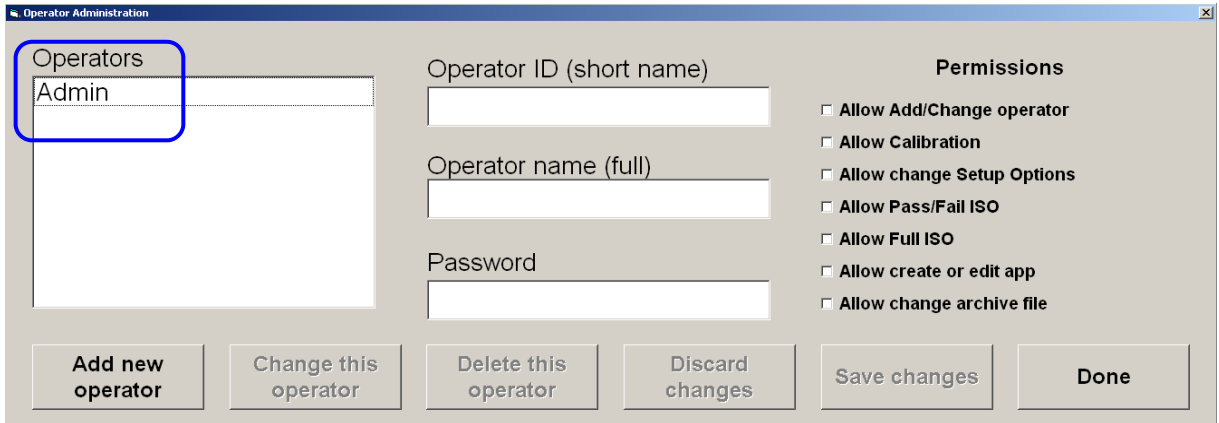 Operator Administration
Operators
Admin
Operator ID (short name)
Operator name (full)
Password
Permissions
Allow Add/Change operator
Allow Calibration
Allow change Setup Options
Allow Pass/Fail ISO
Allow Full ISO
Allow create or edit app
Allow change archive file
Add new
operator
Change this
operator
Delete this
operator
Discard
changes
Save changes
Done